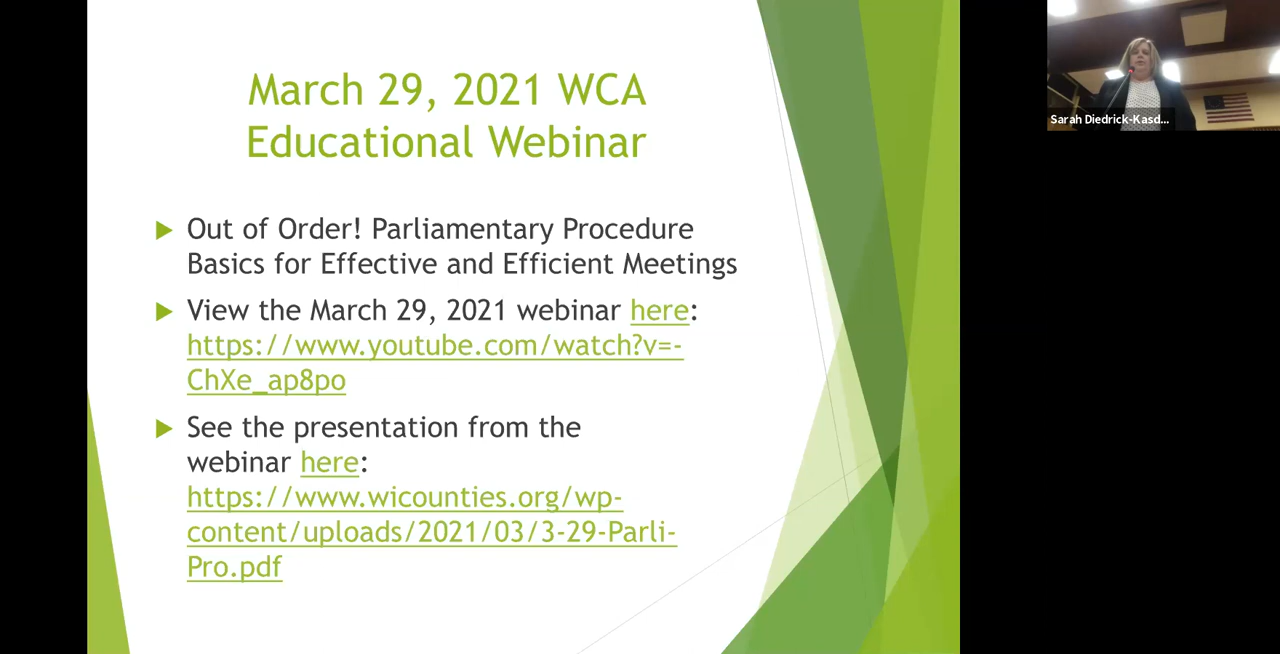 March 29, 2021 WCA
Educational Webinar
Out of Order! Parliamentary Procedure
Basics for Effective and Efficient Meetings
View the March 29, 2021 webinar here:
https://www.youtube.com/watch?v=-
ChXe_ap8po
See the presentation from the
webinar here:
https://www.wicounties.org/wp-
content/uploads/2021/03/3-29-Parli-
Pro.pdf
Sarah Diedrick-Kasd...